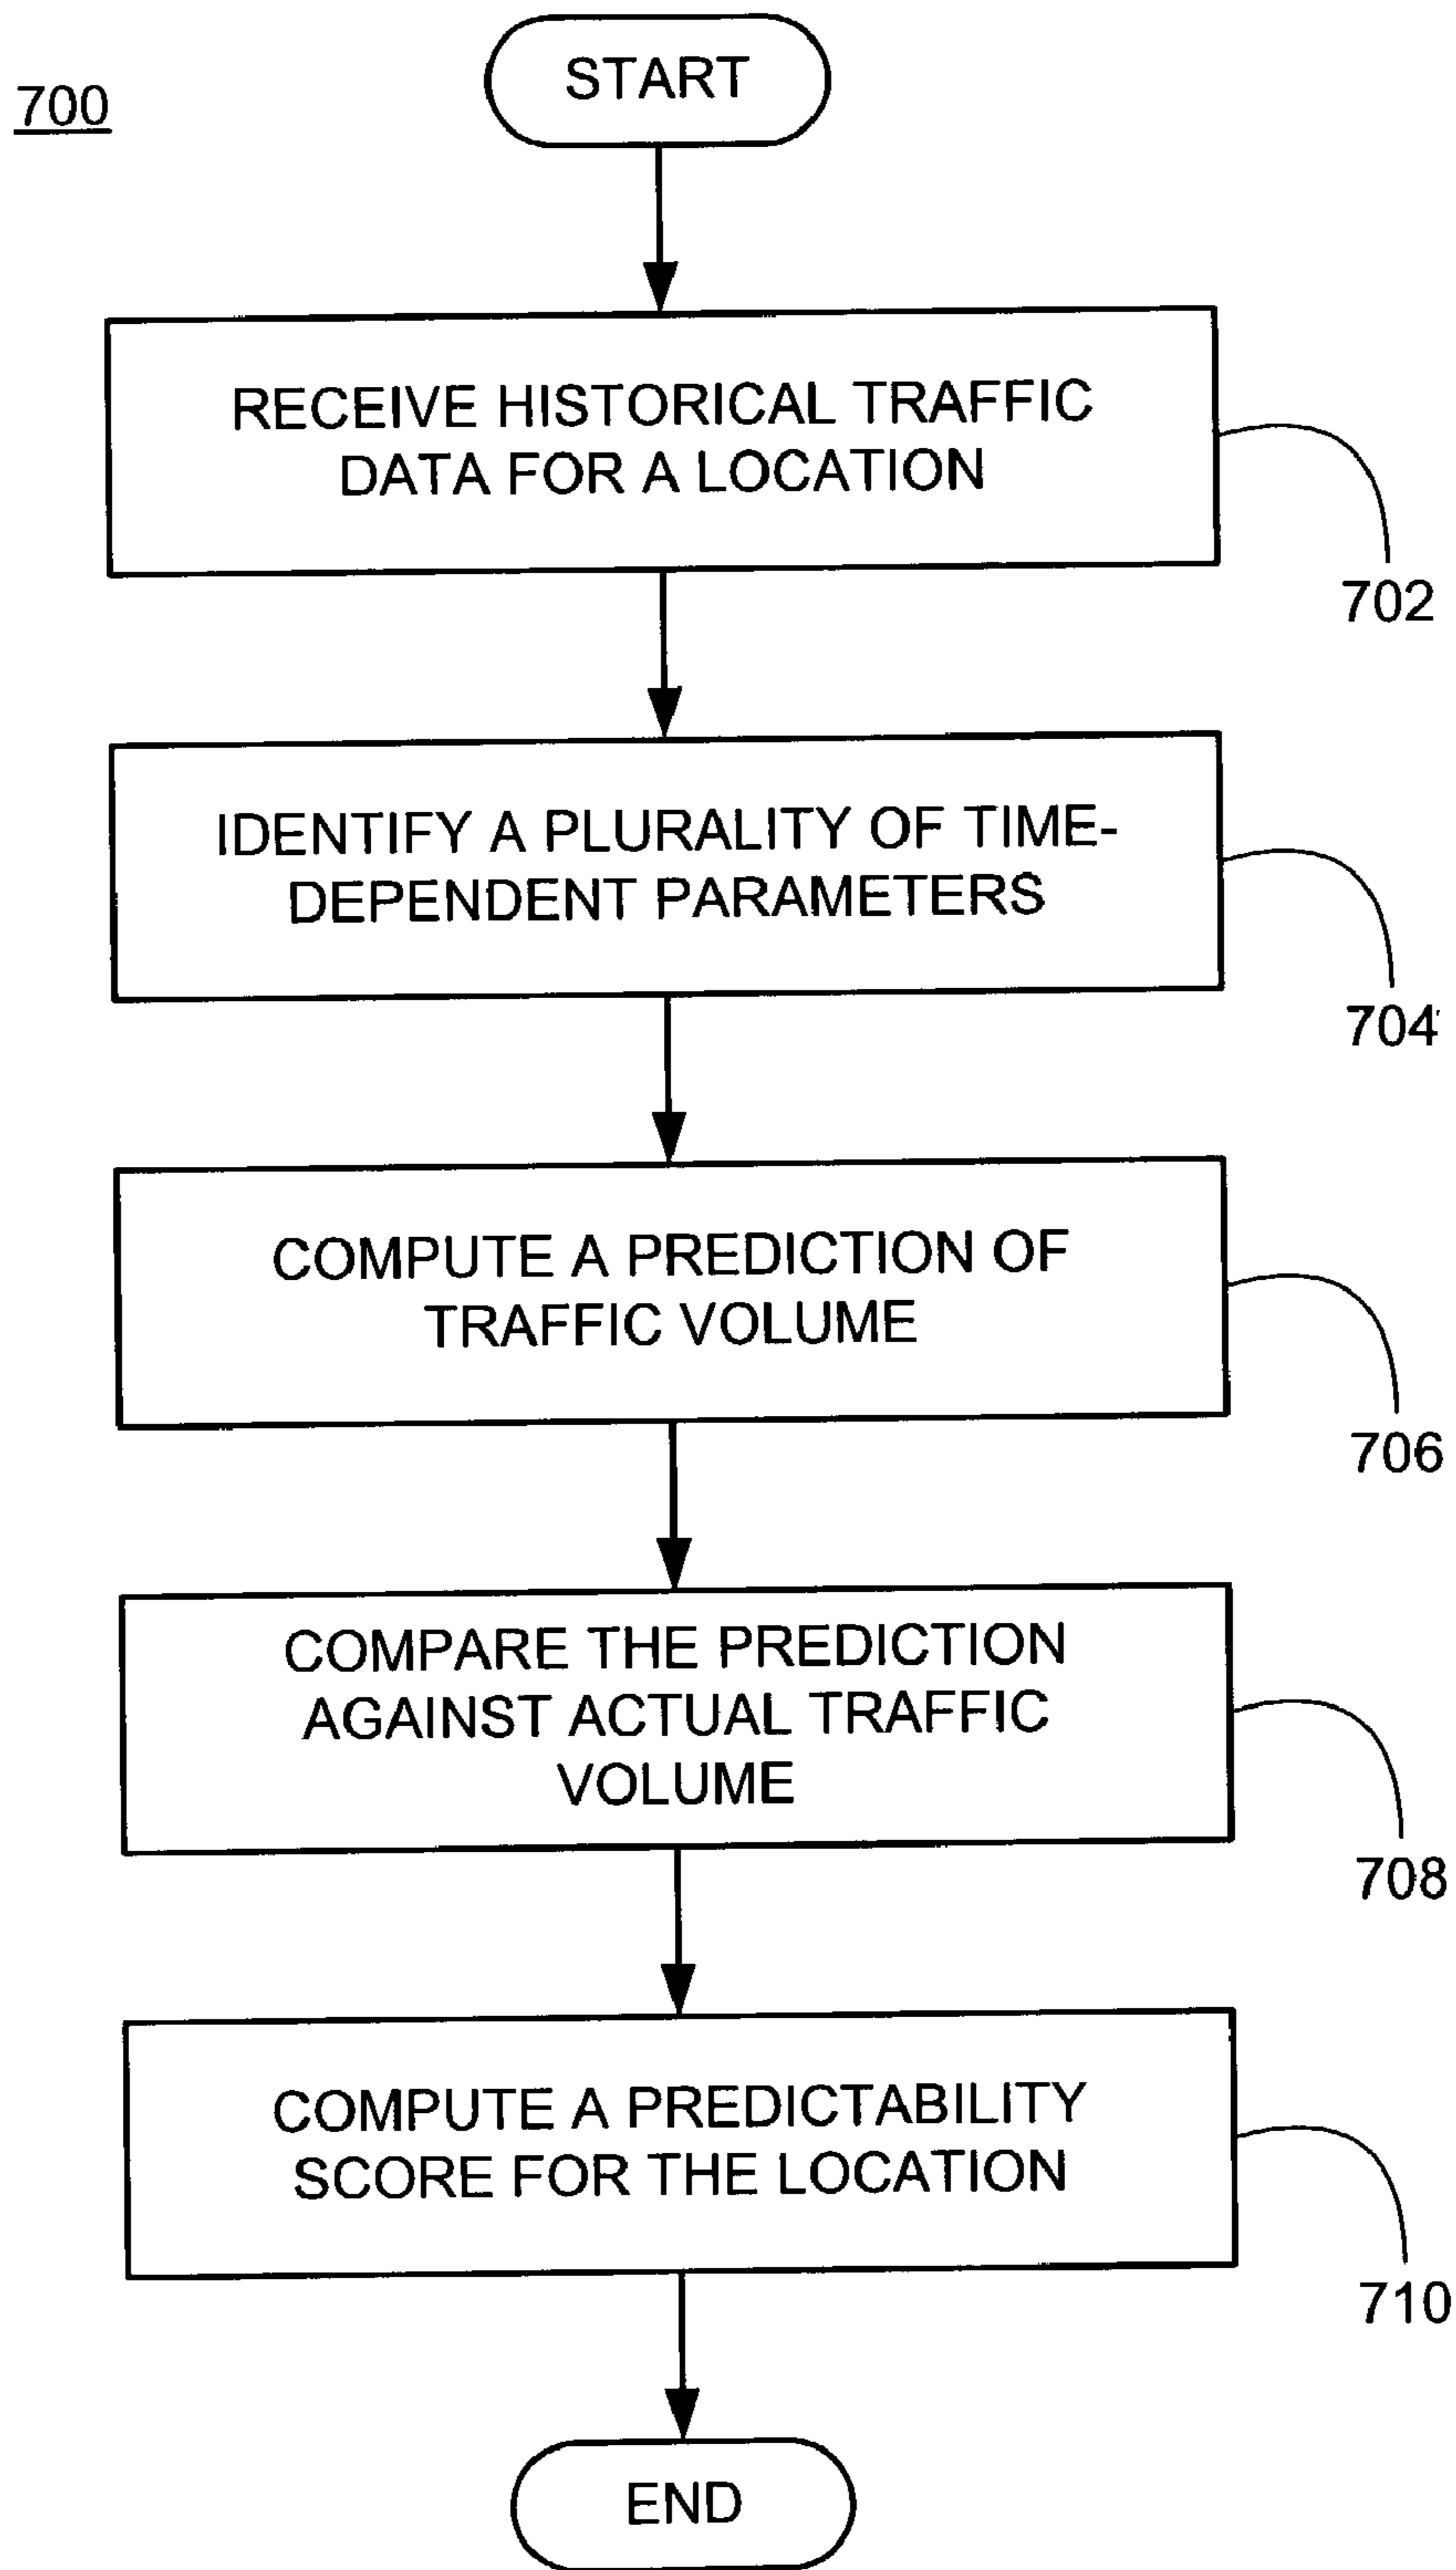 START
700
RECEIVE HISTORICAL TRAFFIC
DATA FOR A LOCATION
702
IDENTIFY A PLURALITY OF TIME-
DEPENDENT PARAMETERS
704
COMPUTE A PREDICTION OF
TRAFFIC VOLUME
706
COMPARE THE PREDICTION
AGAINST ACTUAL TRAFFIC
VOLUME
708
COMPUTE A PREDICTABILITY
SCORE FOR THE LOCATION
710
END